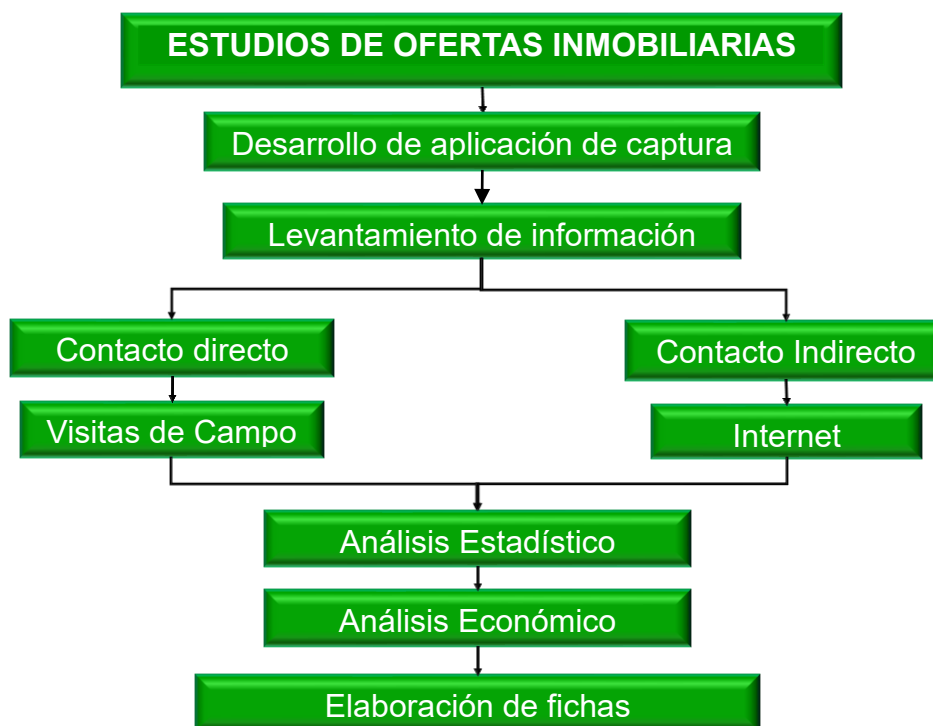 ESTUDIOS DE OFERTAS INMOBILIARIAS
Desarrollo de aplicación de captura
Levantamiento de información
Contacto directo
Contacto Indirecto
Visitas de Campo
Internet
Análisis Estadístico
Análisis Económico
Elaboración de fichas